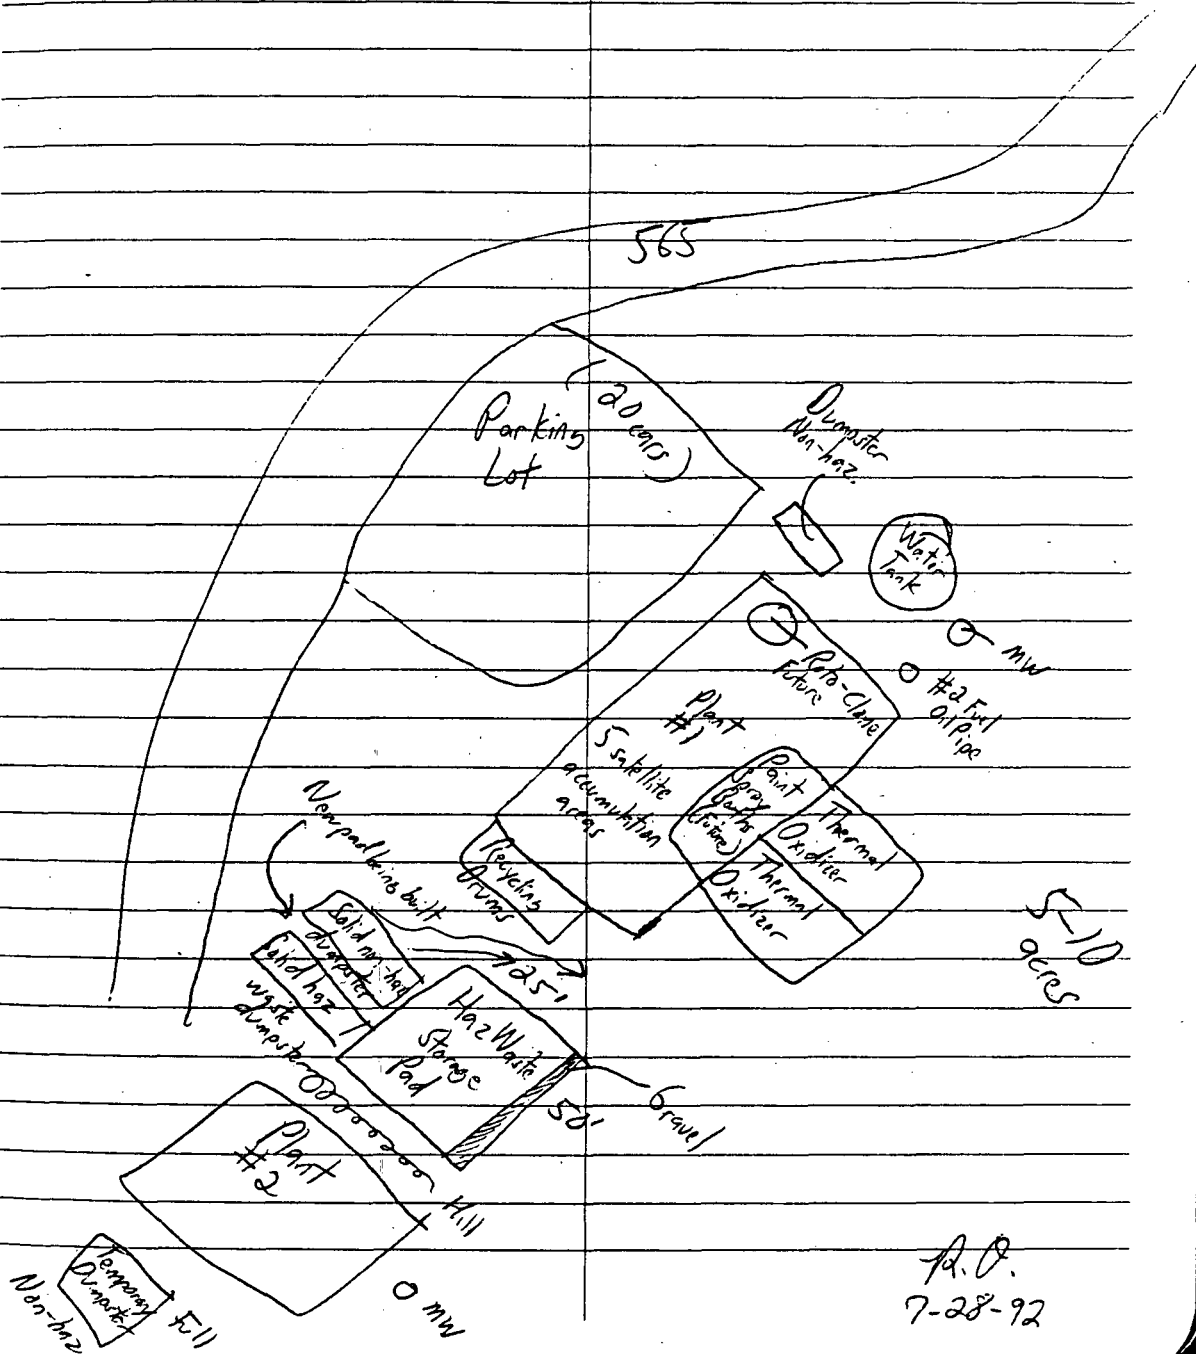 565
(20 cars)
Parking
Lot
Dumpster
Non-haz.
Water
Tank
MW
Roto-Clone
Future
#2 Fuel
Oil Pipe
Plant
#1
5 satellite
accumulation
areas
Paint
Spray
Booths
(Future)
Thermal
Oxidizer
Thermal
Oxidizer
Recycling
Drums
New pad being built
Solid non-haz
dumpster
Solid haz
waste
dumpster
25'
5-10
acres
Haz Waste
Storage
Pad
50'
Gravel
Plant
#2
Hill
Temporary
Dumpster
Non-haz
Full
MW
R.O.
7-28-92